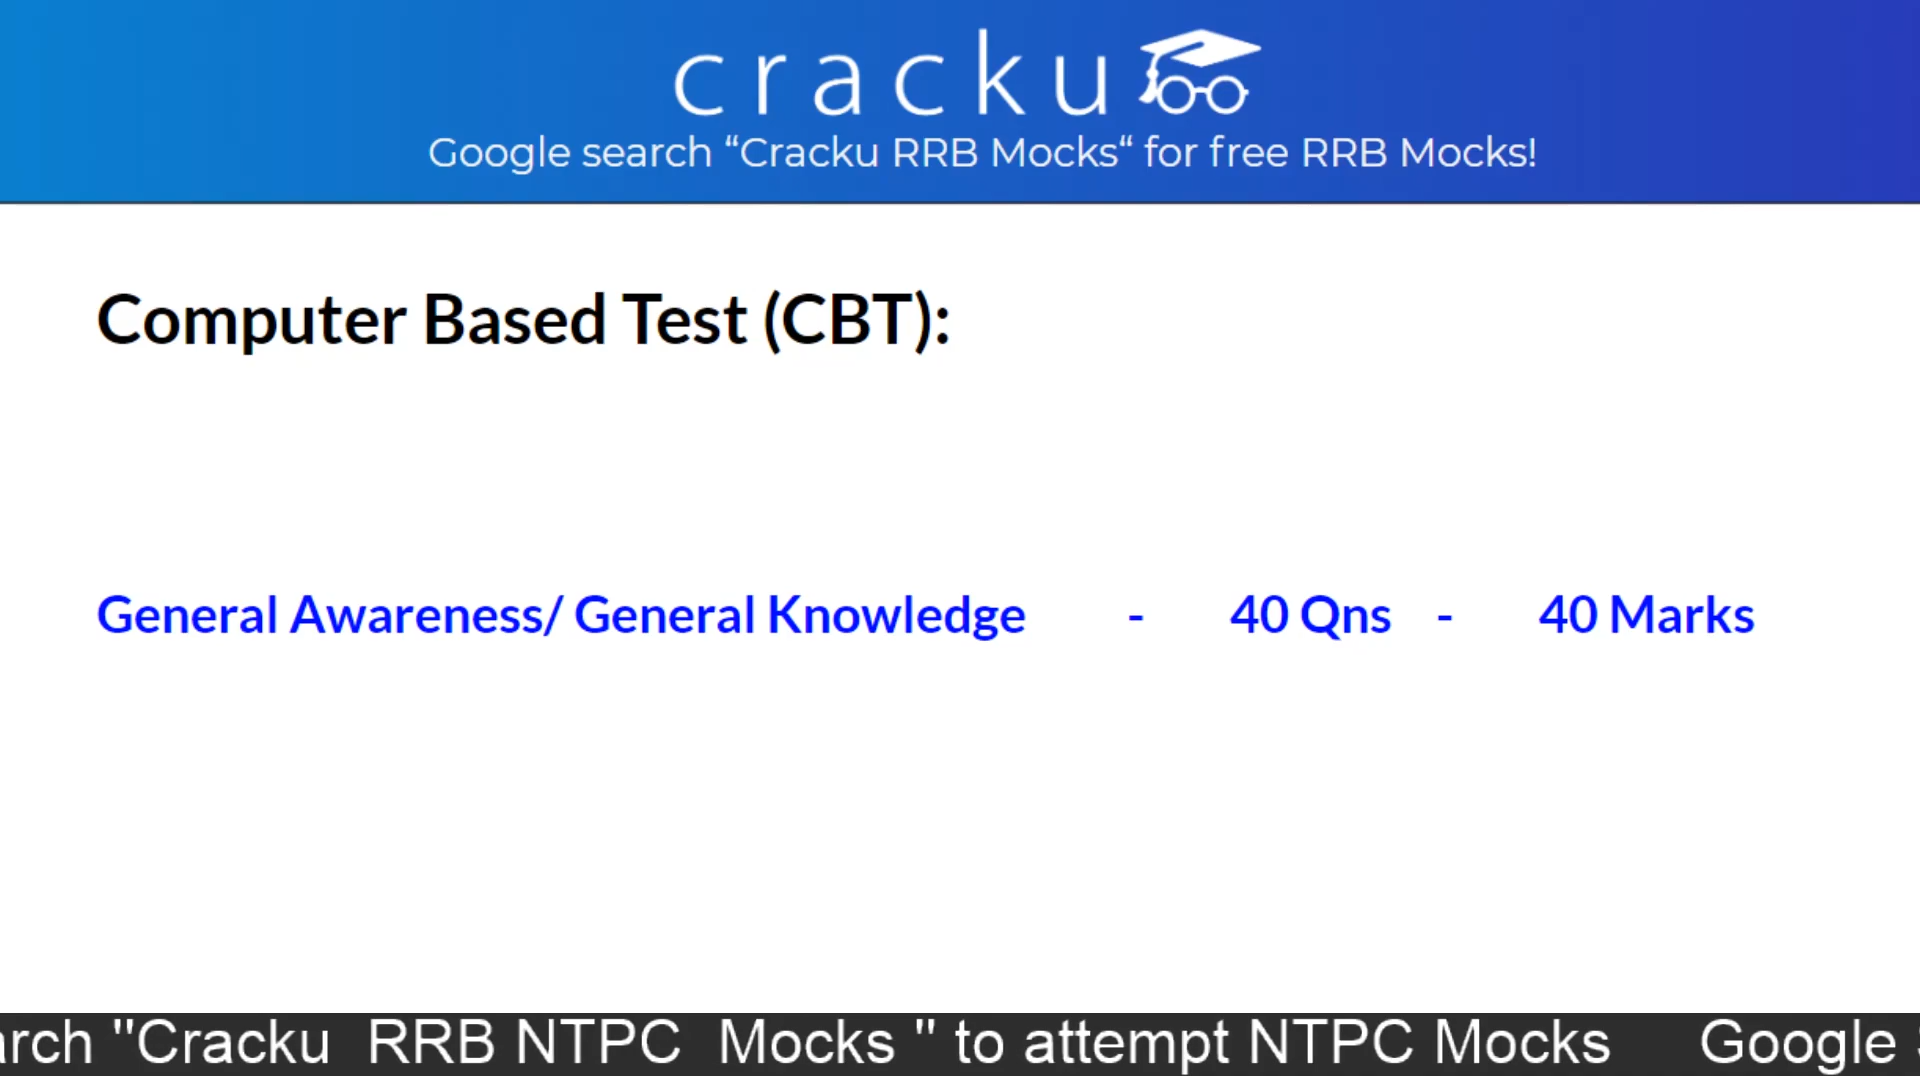 cracku
Google search “Cracku RRB Mocks“ for free RRB Mocks!
Computer Based Test (CBT):
General Awareness/ General Knowledge - 40 Qns - 40 Marks
arch "Cracku RRB NTPC Mocks " to attempt NTPC Mocks Google